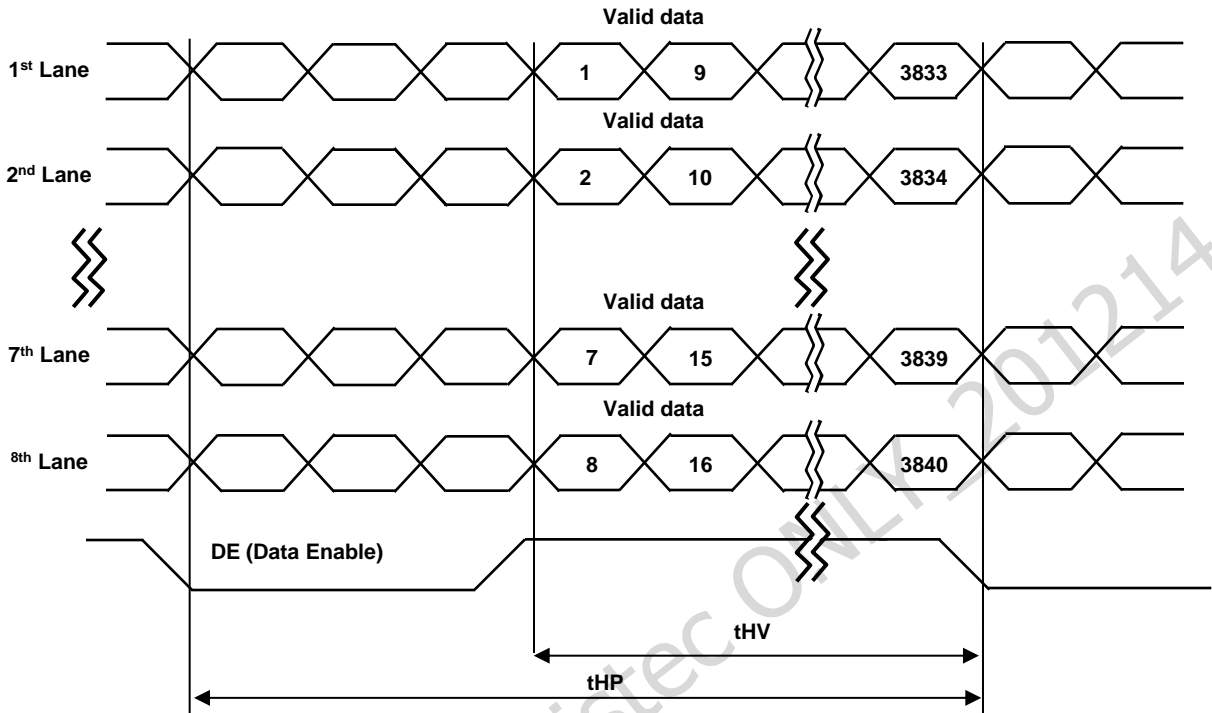 Valid data
1st Lane 1 9 3833
Valid data
2nd Lane 2 10 3834
Valid data
7th Lane 7 15 3839
Valid data
8th Lane 8 16 3840
DE (Data Enable)
tHV
tHP
ONLY_201214